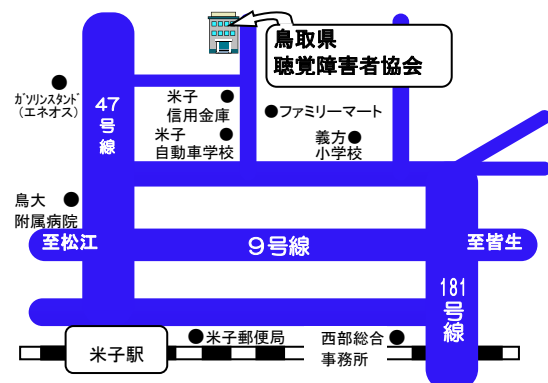 鳥取県
聴覚障害者協会
ｶﾞｿﾘﾝｽﾀﾝﾄﾞ
（エネオス）
47
号
線
米子
信用金庫
米子
自動車学校
ファミリーマート
義方
小学校
鳥大
附属病院
至松江
9号線
至皆生
181
号
線
米子駅
米子郵便局
西部総合
事務所